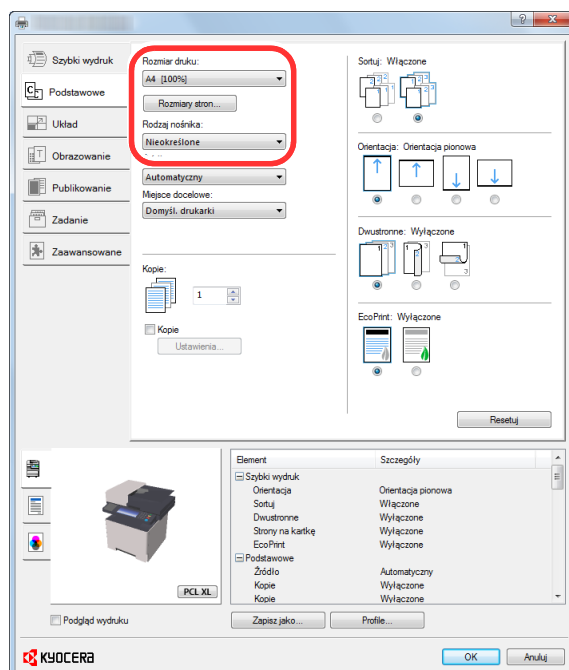 Szybki wydruk
Podstawowe
Układ
Obrazowanie
Publikowanie
Zadanie
Zaawansowane
Rozmiar druku:
A4 [100%]
Rozmiary stron...
Rodzaj nośnika:
Nieokreślone
Automatyczny
Miejsce docelowe:
Domyśl. drukarki
Kopie:
1
Kopie
Ustawienia...
Sortuj: Włączone
Orientacja: Orientacja pionowa
Dwustronne: Wyłączone
EcoPrint: Wyłączone
Resetuj
PCL XL
Podgląd wydruku
Element Szczegóły
Szybki wydruk
Orientacja Orientacja pionowa
Sortuj Włączone
Dwustronne Wyłączone
Strony na kartkę Wyłączone
EcoPrint Wyłączone
Podstawowe
Źródło Automatyczny
Kopie Wyłączone
Kopie Wyłączone
Zapisz jako... Profile...
KYOCERA
OK Anuluj